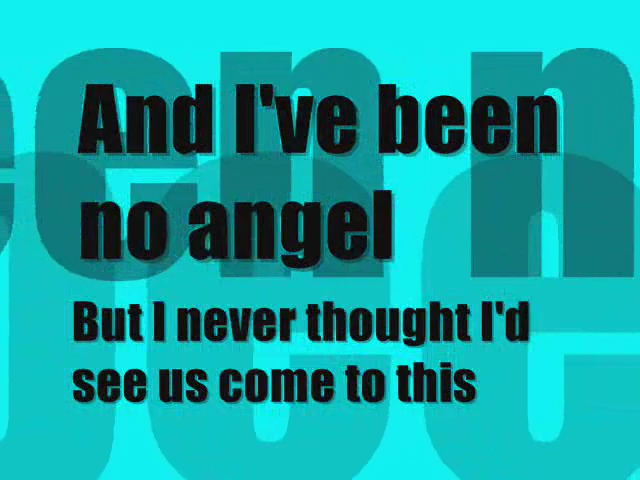 And I've been
no angel
But I never thought I'd
see us come to this